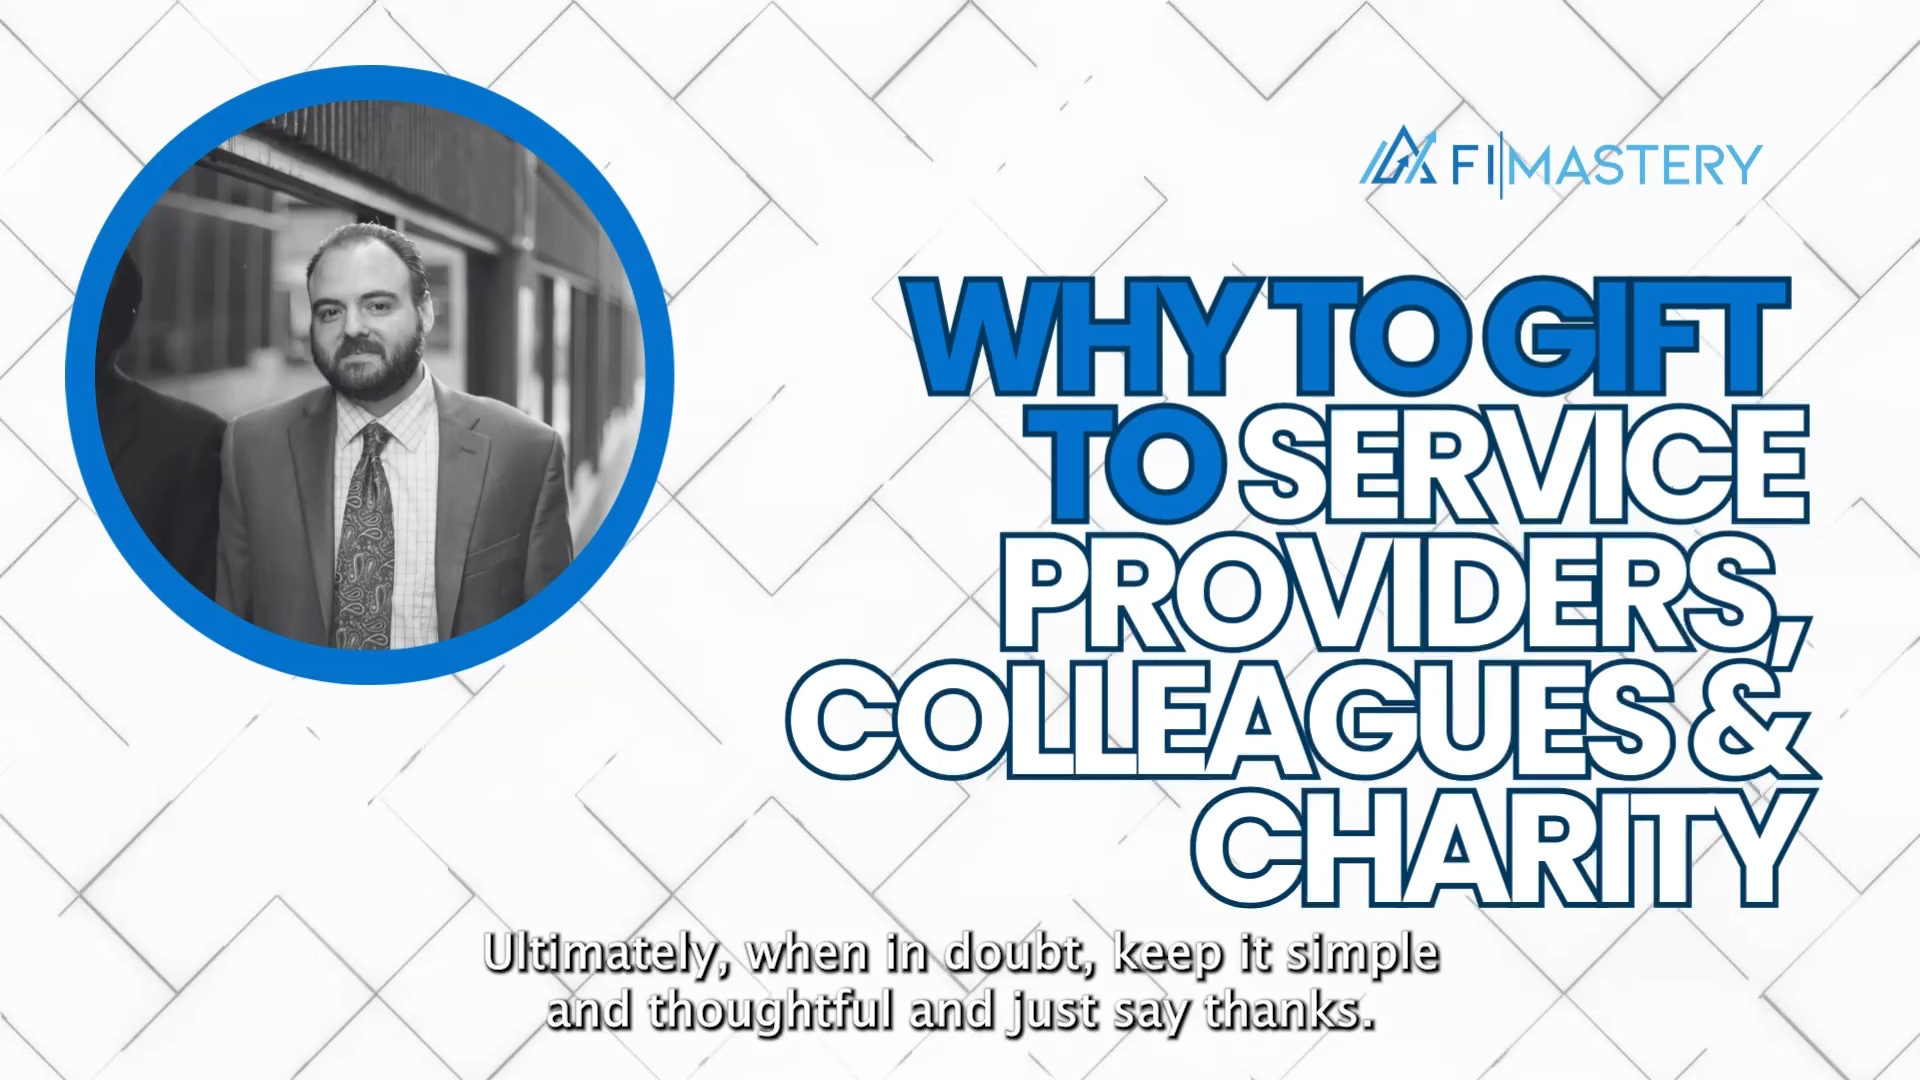 FI|MASTERY
WHY TO GIFT
TO SERVICE
PROVIDERS,
COLLEAGUES &
CHARITY
Ultimately, when in doubt, keep it simple
and thoughtful and just say thanks.